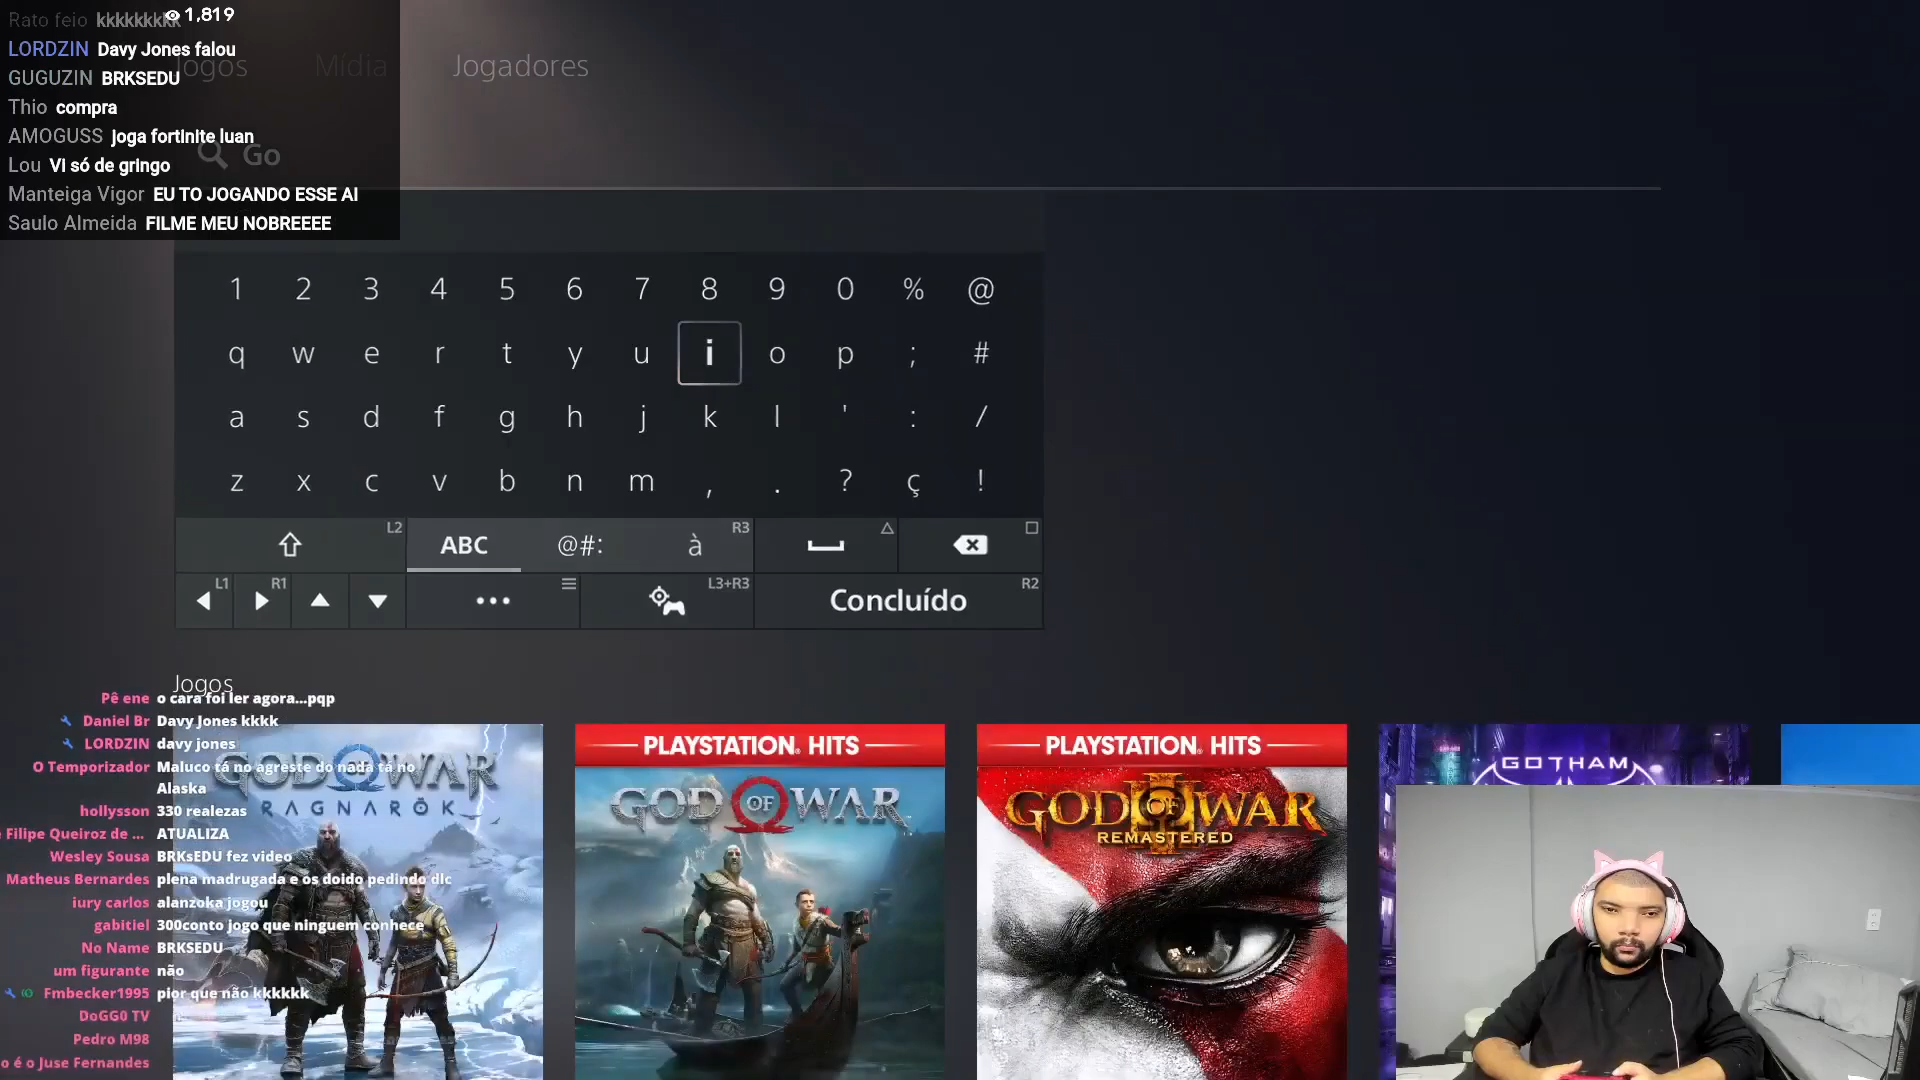 Rato feio kkkkkkkkk
1,819
LORDZIN Davy Jones falou
GUGUZIN BRKSEDU
Thio compra
AMOGUSS joga fortinite luan
Lou Vi só de gringo
Manteiga Vigor EU TO JOGANDO ESSE AI
Saulo Almeida FILME MEU NOBREEEE
Jogos Mídia Jogadores
Go
1 2 3 4 5 6 7 8 9 0 % @
q w e r t y u i o p ; #
a s d f g h j k l ' : /
z x c v b n m , . ? ç !
L2 ABC @#: à R3
L1 R1 ••• L3+R3 Concluído R2
Jogos
Pê ene o cara foi ler agora...pqp
Daniel Br Davy Jones kkkk
LORDZIN davy jones
O Temporizador Maluco tá no agreste do nada tá no
Alaska
hollysson 330 realezas
Filipe Queiroz de ... ATUALIZA
Wesley Sousa BRKsEDU fez video
Matheus Bernardes plena madrugada e os doido pedindo dlc
iury carlos alanzoka jogou
gabitiel 300conto jogo que ninguem conhece
No Name BRKSEDU
um figurante não
Fmbecker1995 pior que não kkkkkk
DoGG0 TV
Pedro M98
o é o Juse Fernandes
GOD OF WAR
RAGNARÖK
PLAYSTATION HITS
GOD OF WAR
PLAYSTATION HITS
GOD OF WAR
III
REMASTERED
GOTHAM